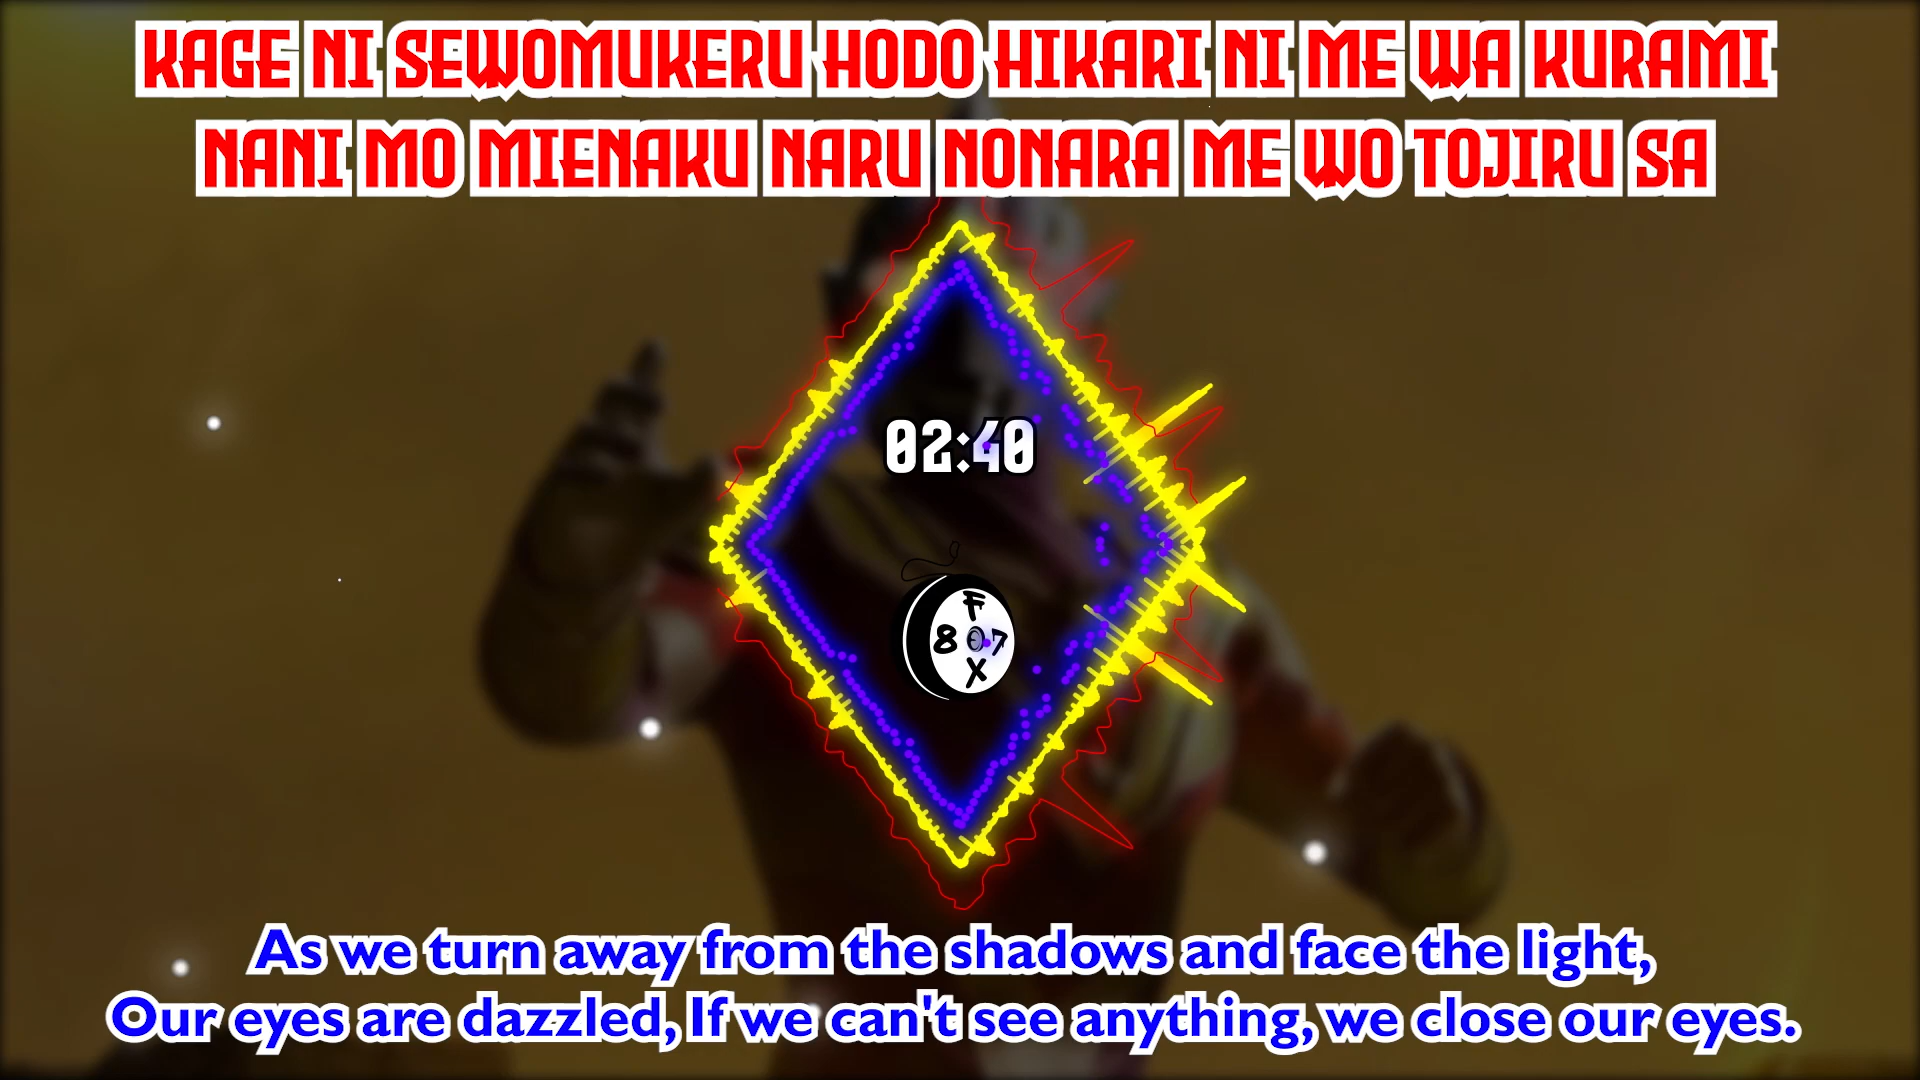 KAGE NI SEWOMUKERU HODO HIKARI NI ME WA KURAMI
NANI MO MIENAKU NARU NONARA ME WO TOJIRU SA
02:40
F
8 7
X
As we turn away from the shadows and face the light,
Our eyes are dazzled, If we can't see anything, we close our eyes.